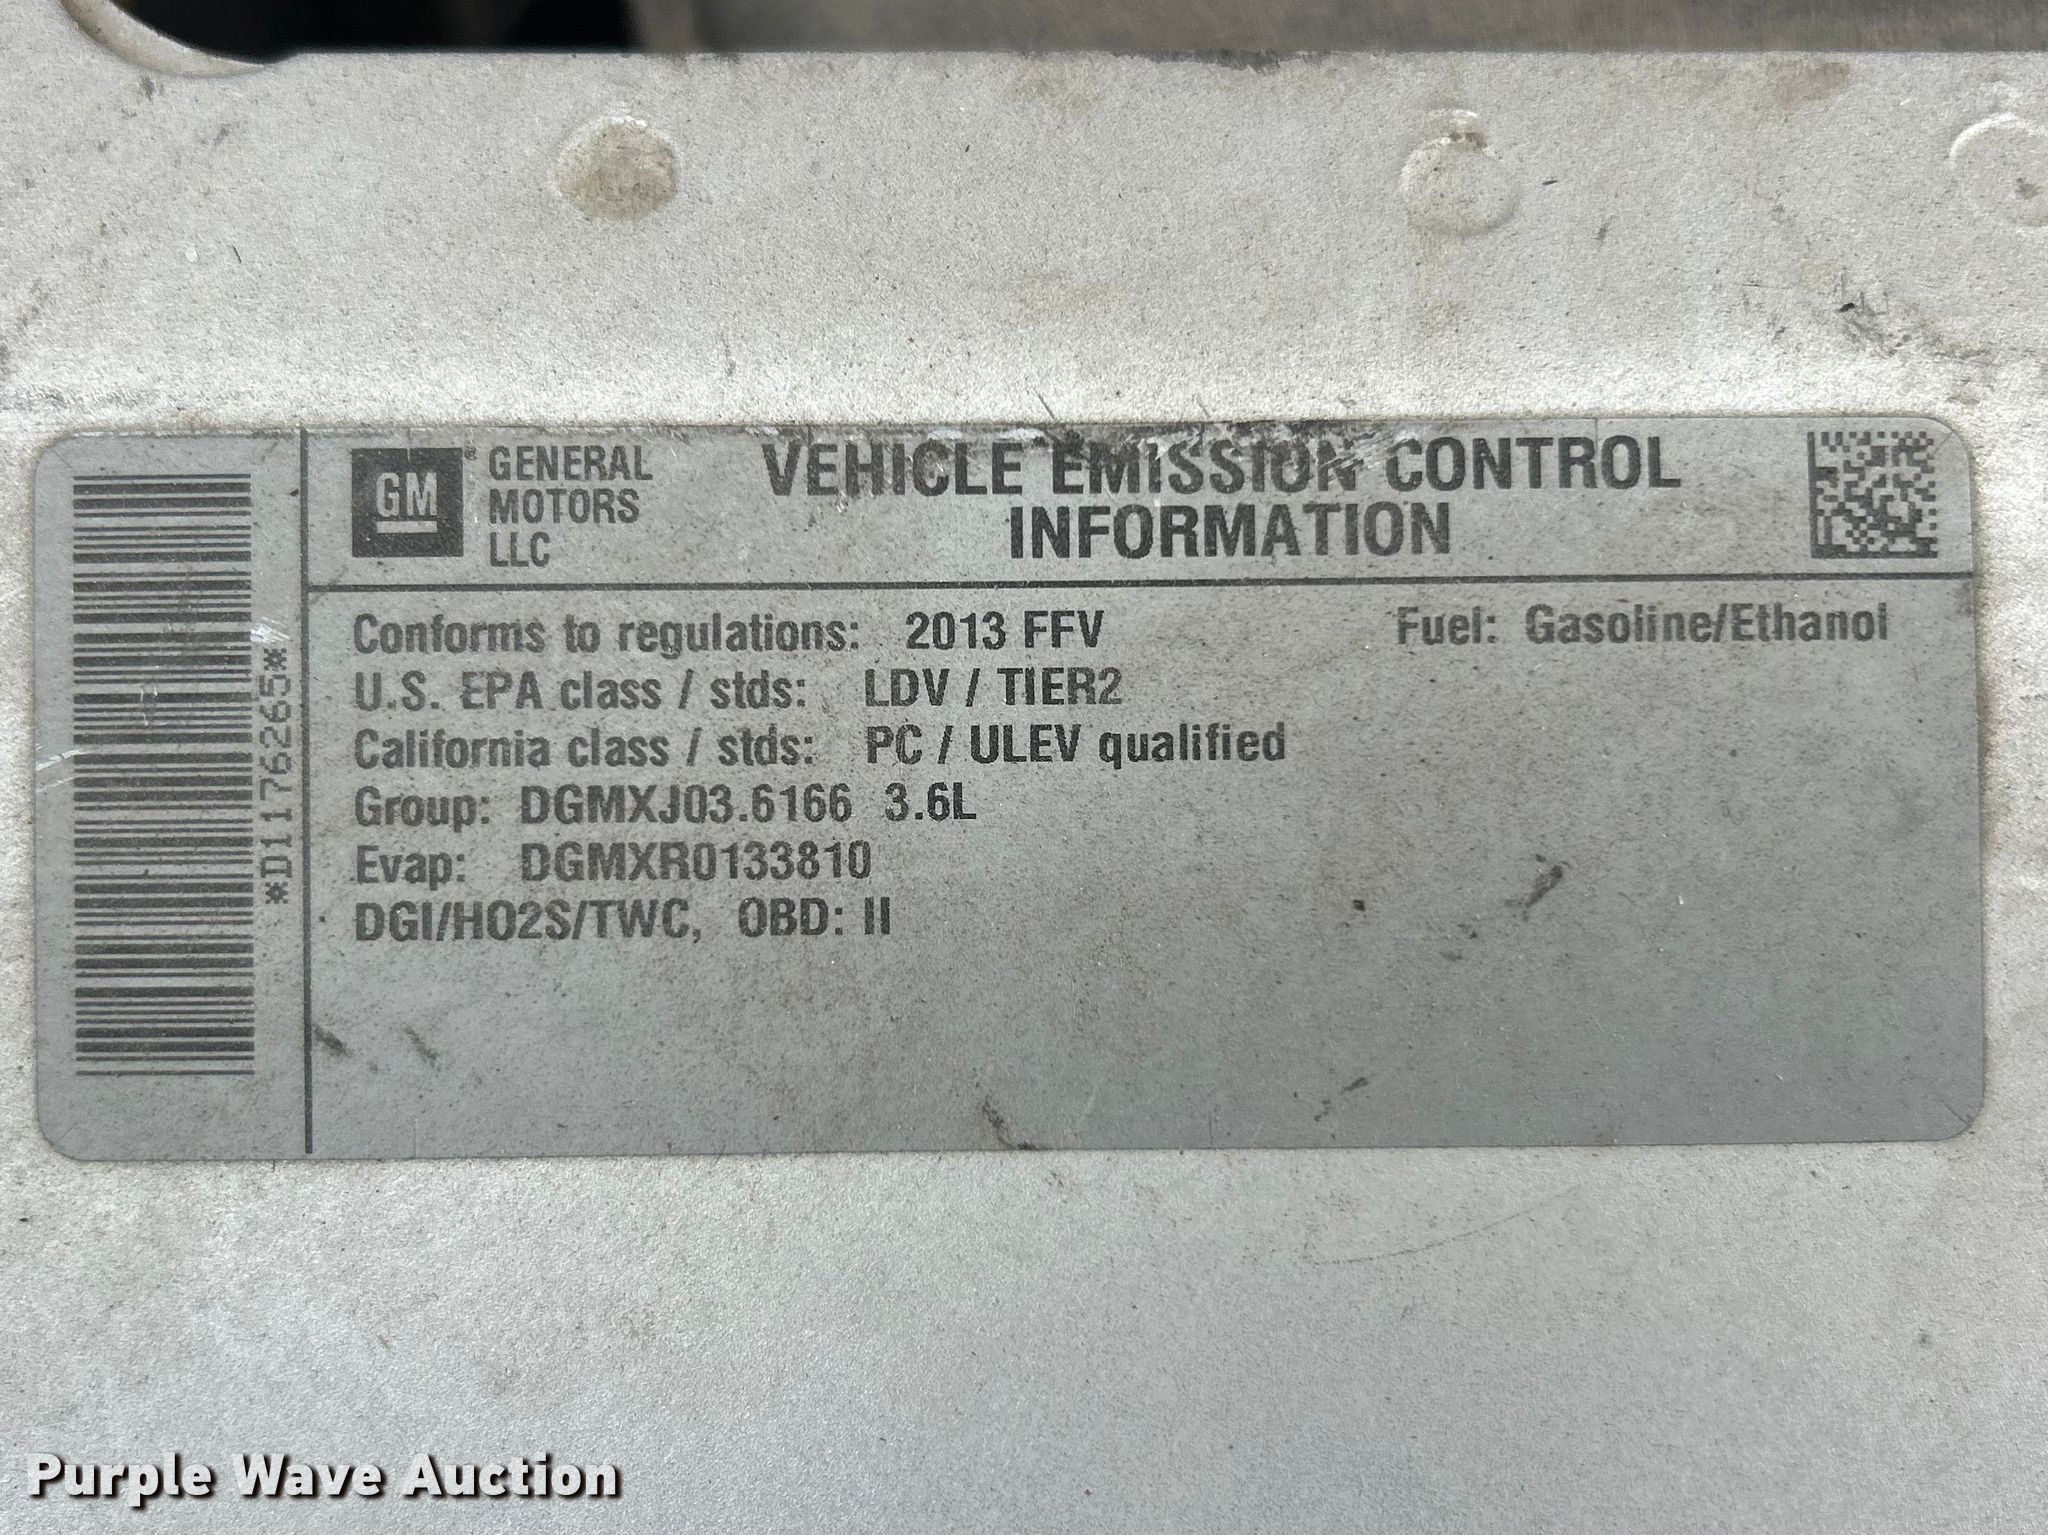 *D11762265*
GM
GENERAL
MOTORS
LLC
VEHICLE EMISSION CONTROL
INFORMATION
Conforms to regulations: 2013 FFV Fuel: Gasoline/Ethanol
U.S. EPA class / stds: LDV / TIER2
California class / stds: PC / ULEV qualified
Group: DGMXJ03.6166 3.6L
Evap: DGMXR0133810
DGI/HO2S/TWC, OBD: II
Purple Wave Auction